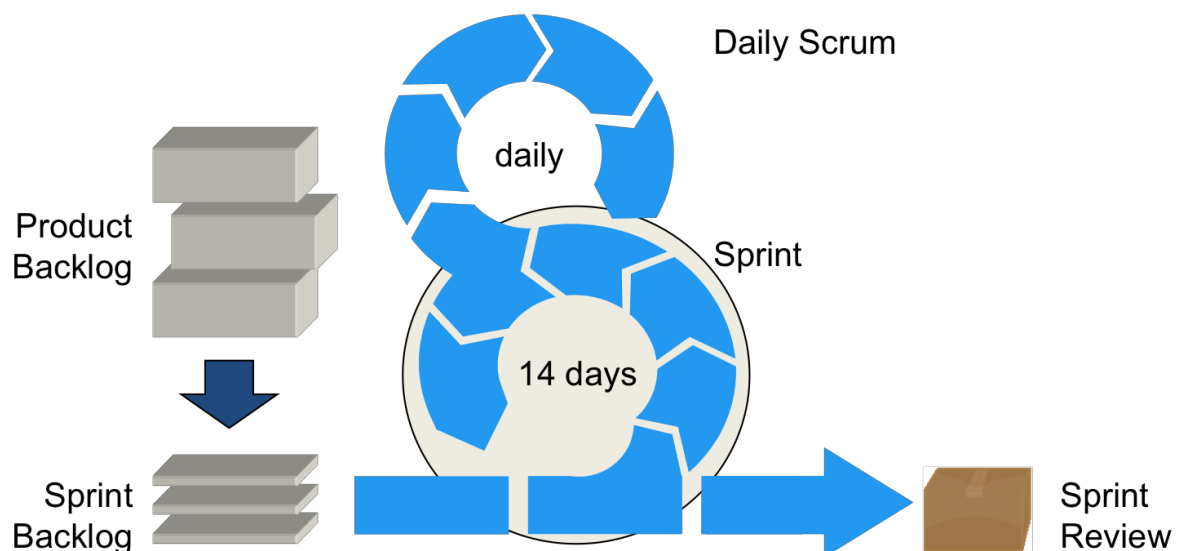 Daily Scrum
daily
Product
Backlog
Sprint
14 days
Sprint
Backlog
Sprint
Review